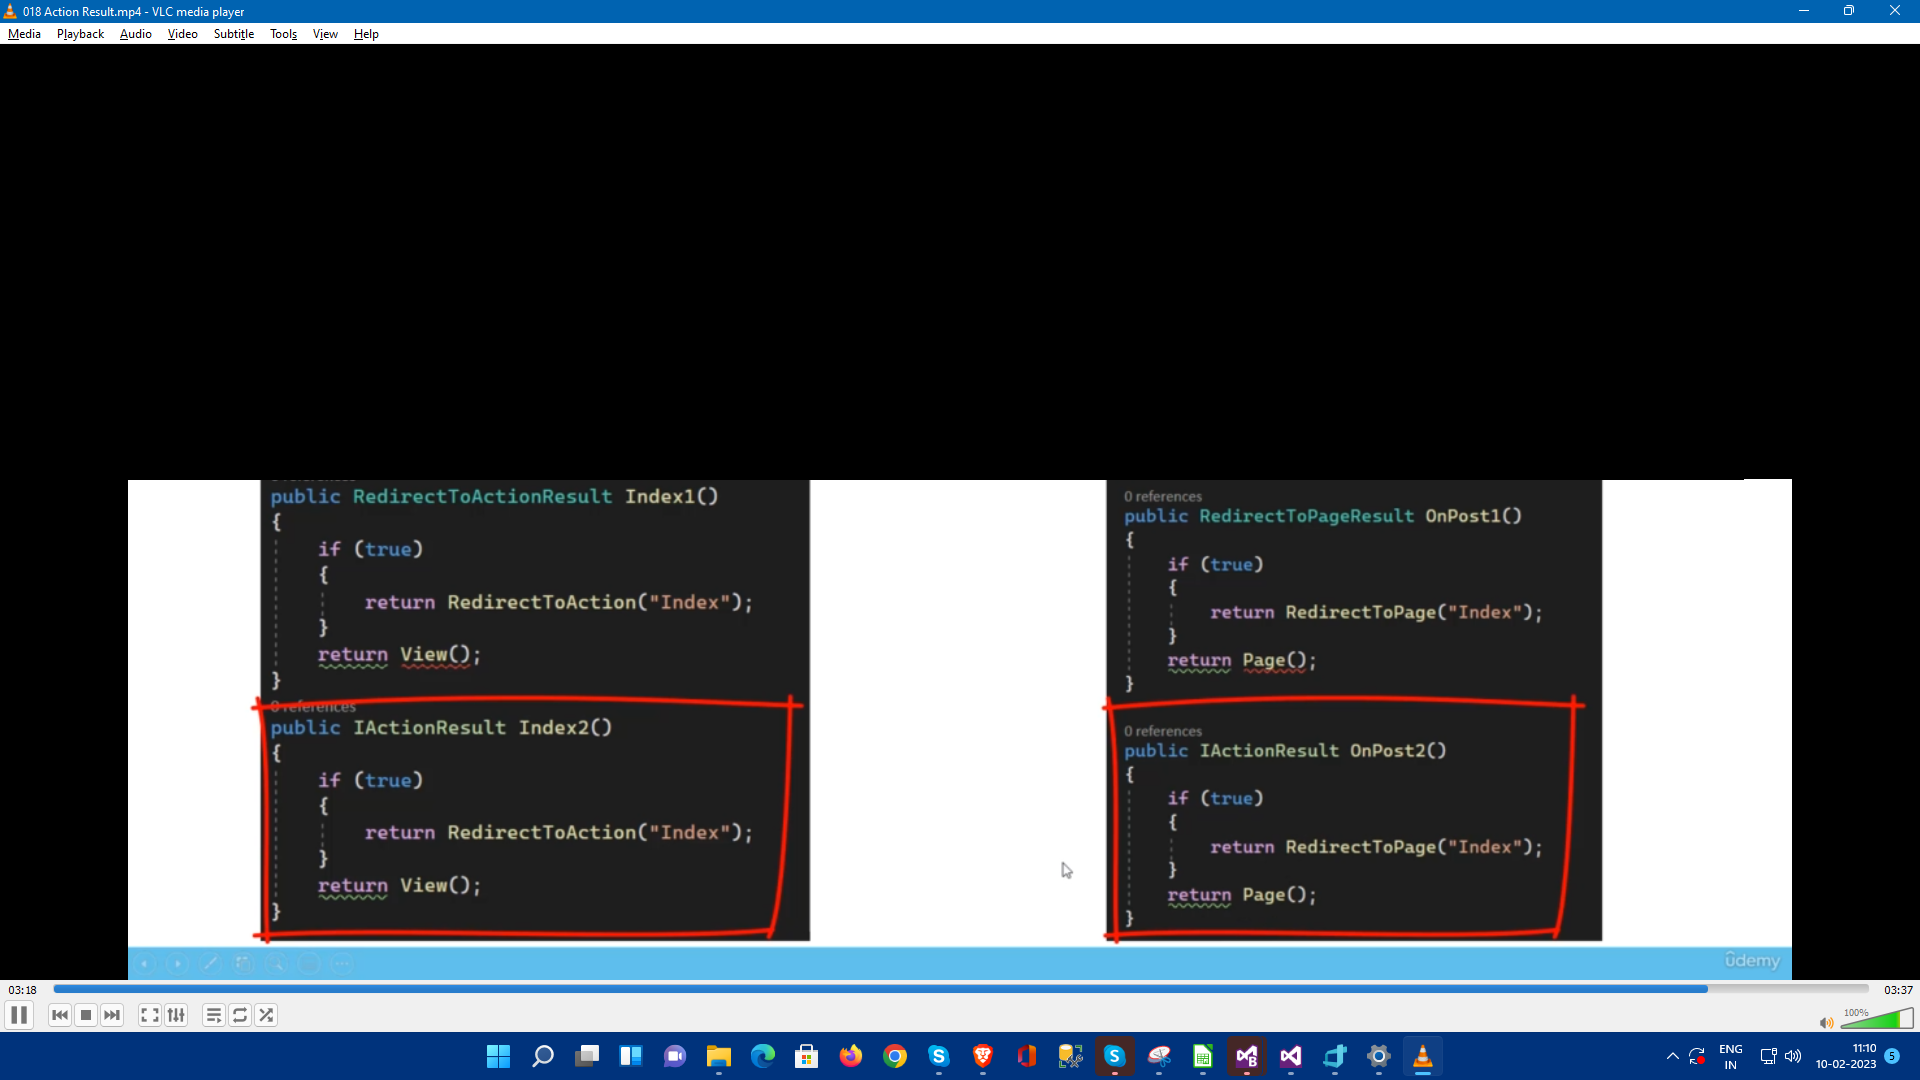 018 Action Result.mp4 - VLC media player
Media Playback Audio Video Subtitle Tools View Help
public RedirectToActionResult Index1()
{
if (true)
{
return RedirectToAction("Index");
}
return View();
}
0 references
public IActionResult Index2()
{
if (true)
{
return RedirectToAction("Index");
}
return View();
}
0 references
public RedirectToPageResult OnPost1()
{
if (true)
{
return RedirectToPage("Index");
}
return Page();
}
0 references
public IActionResult OnPost2()
{
if (true)
{
return RedirectToPage("Index");
}
return Page();
}
ûdemy
03:18
03:37
100%
ENG
IN
11:10
10-02-2023
5